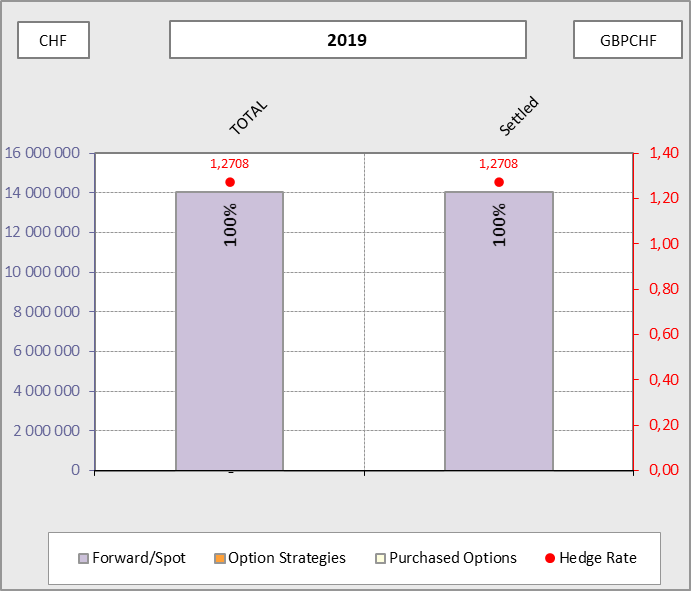 CHF
2019
GBPCHF
TOTAL
Settled
16 000 000
14 000 000
12 000 000
10 000 000
8 000 000
6 000 000
4 000 000
2 000 000
0
1,2708
1,2708
100%
100%
-
1,40
1,20
1,00
0,80
0,60
0,40
0,20
0,00
Forward/Spot
Option Strategies
Purchased Options
Hedge Rate